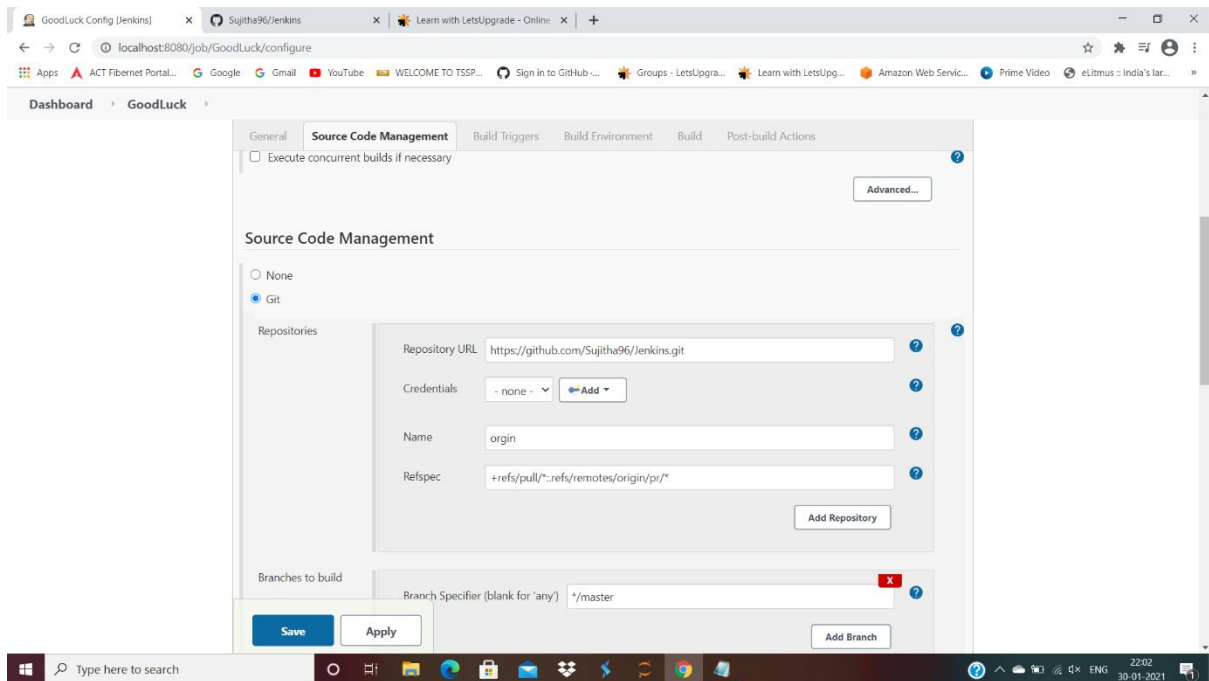 GoodLuck Config [Jenkins]
Sujitha96/Jenkins
Learn with LetsUpgrade - Online
localhost:8080/job/GoodLuck/configure
Apps
ACT Fibernet Portal...
Google
Gmail
YouTube
WELCOME TO TSSP...
Sign in to GitHub ·...
Groups - LetsUpgra...
Learn with LetsUpg...
Amazon Web Servic...
Prime Video
eLitmus :: India's lar...
Dashboard
GoodLuck
General
Source Code Management
Build Triggers
Build Environment
Build
Post-build Actions
Execute concurrent builds if necessary
Advanced...
Source Code Management
None
Git
Repositories
Repository URL
https://github.com/Sujitha96/Jenkins.git
Credentials
- none -
Add
Name
orgin
Refspec
+refs/pull/*:.refs/remotes/origin/pr/*
Add Repository
Branches to build
X
Branch Specifier (blank for 'any')
*/master
Save
Apply
Add Branch
Type here to search
ENG
22:02
30-01-2021